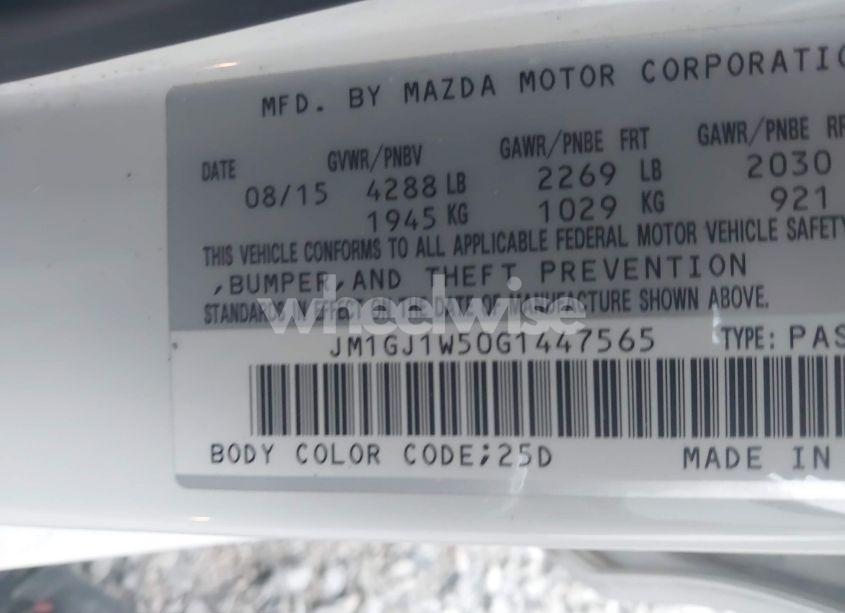 MFD. BY MAZDA MOTOR CORPORATIO
DATE GVWR/PNBV GAWR/PNBE FRT GAWR/PNBE RR
08/15 4288 LB 2269 LB 2030
1945 KG 1029 KG 921
THIS VEHICLE CONFORMS TO ALL APPLICABLE FEDERAL MOTOR VEHICLE SAFETY
,BUMPER,AND THEFT PREVENTION
STANDARDS IN EFFECT ON THE DATE OF MANUFACTURE SHOWN ABOVE.
wheelwise
JM1GJ1W50G1447565 TYPE: PAS
BODY COLOR CODE;25D MADE IN